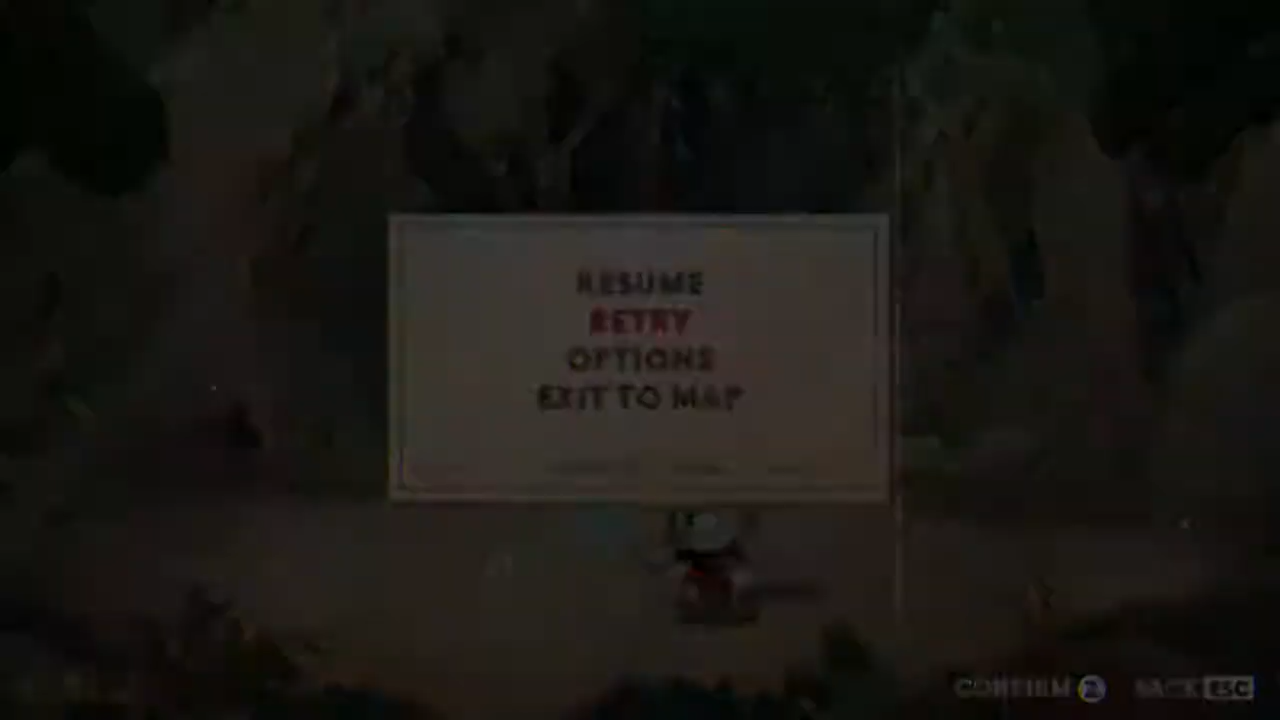 RESUME
RETRY
OPTIONS
EXIT TO MAP
CONFIRM Z BACK ESC